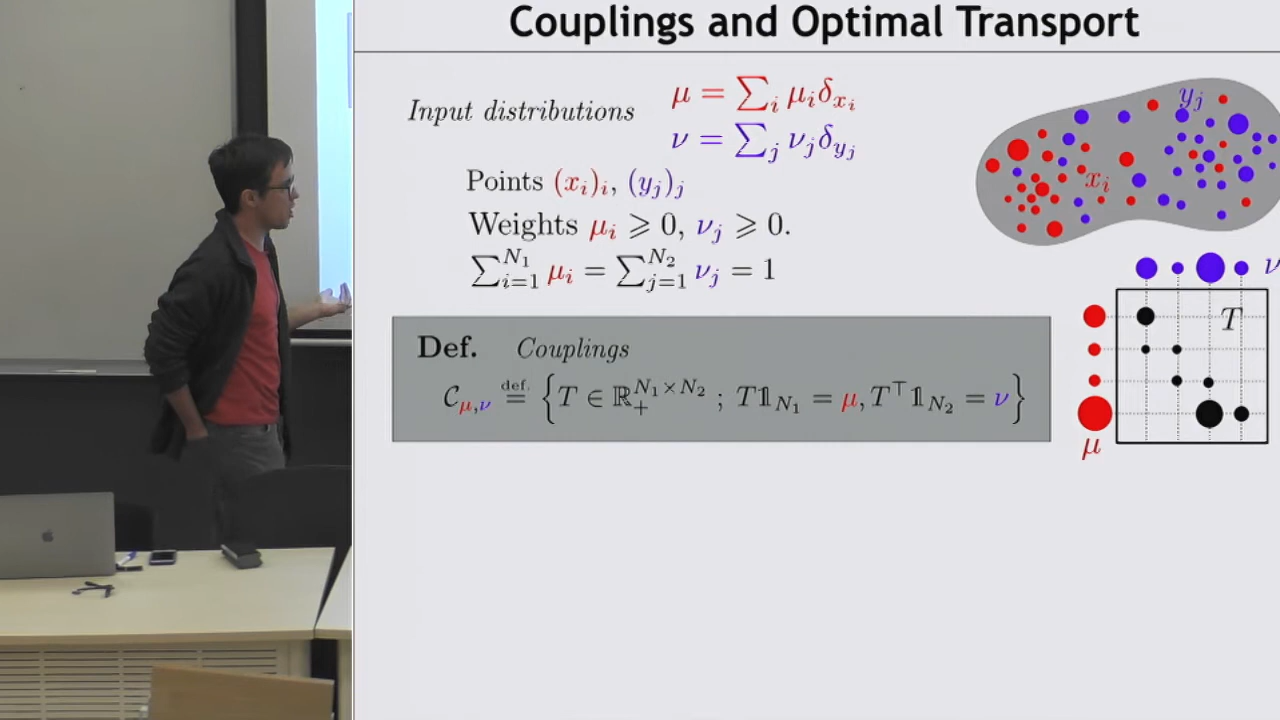 Couplings and Optimal Transport
Input distributions
μ = ∑ᵢ μᵢδ_{xᵢ}
ν = ∑ⱼ νⱼδ_{yⱼ}
Points (xᵢ)ᵢ, (yⱼ)ⱼ
Weights μᵢ ⩾ 0, νⱼ ⩾ 0.
∑_{i=1}^{N₁} μᵢ = ∑_{j=1}^{N₂} νⱼ = 1
yⱼ
xᵢ
ν
T
μ
Def. Couplings
𝒞_{μ,ν} ≝ {T ∈ ℝ₊^{N₁×N₂} ; T𝟙_{N₁} = μ, T^⊤𝟙_{N₂} = ν}